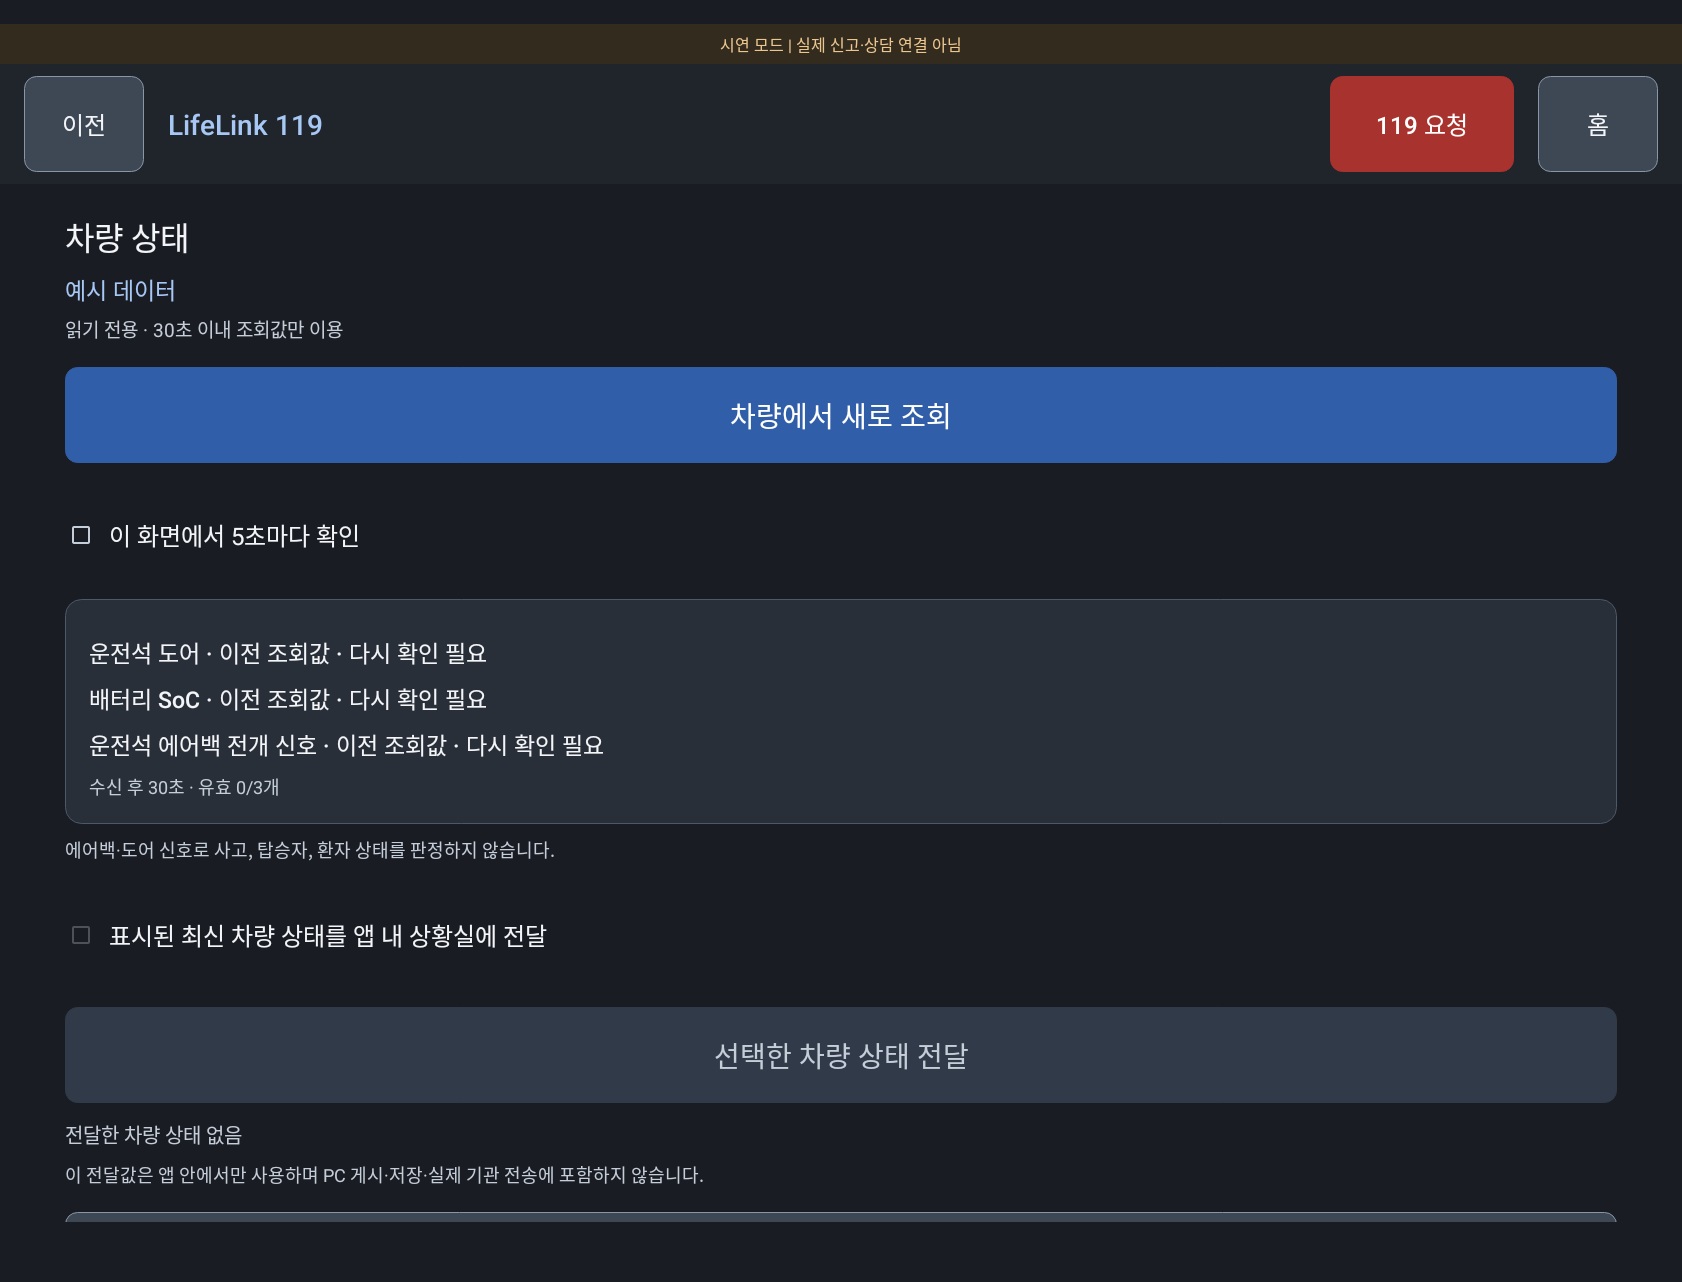 시연 모드 | 실제 신고·상담 연결 아님
이전
LifeLink 119
119 요청
홈
차량 상태
예시 데이터
읽기 전용 · 30초 이내 조회값만 이용
차량에서 새로 조회
이 화면에서 5초마다 확인
운전석 도어 · 이전 조회값 · 다시 확인 필요
배터리 SoC · 이전 조회값 · 다시 확인 필요
운전석 에어백 전개 신호 · 이전 조회값 · 다시 확인 필요
수신 후 30초 · 유효 0/3개
에어백·도어 신호로 사고, 탑승자, 환자 상태를 판정하지 않습니다.
표시된 최신 차량 상태를 앱 내 상황실에 전달
선택한 차량 상태 전달
전달한 차량 상태 없음
이 전달값은 앱 안에서만 사용하며 PC 게시·저장·실제 기관 전송에 포함하지 않습니다.